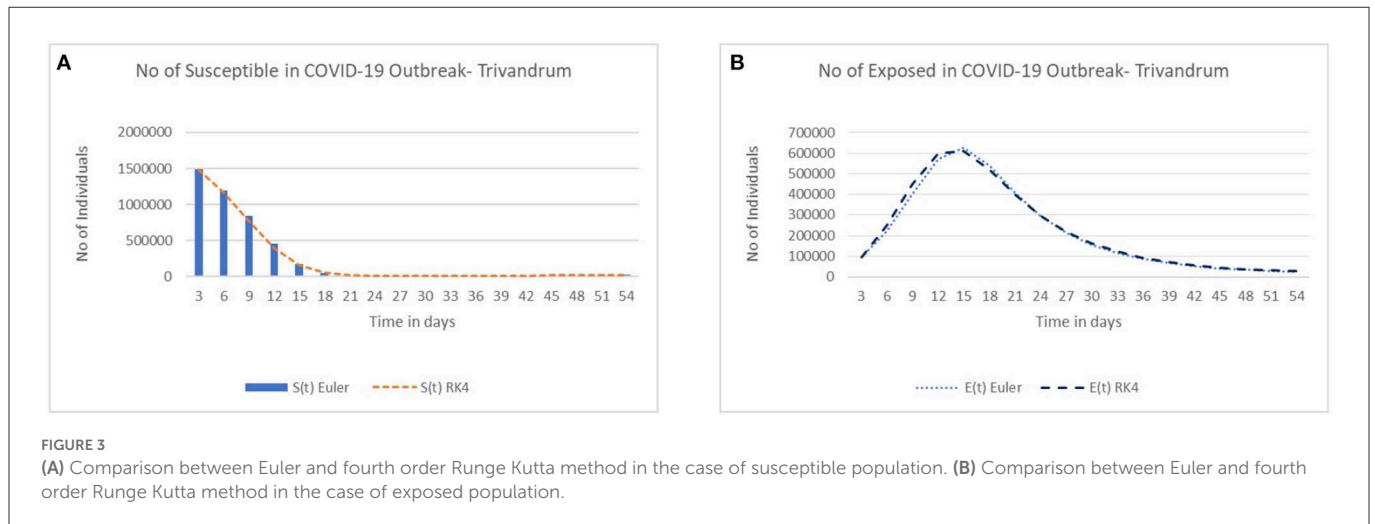 A
No of Susceptible in COVID-19 Outbreak- Trivandrum
No of Individuals
2000000
1500000
1000000
500000
0
3 6 9 12 15 18 21 24 27 30 33 36 39 42 45 48 51 54
Time in days
S(t) Euler S(t) RK4
B
No of Exposed in COVID-19 Outbreak- Trivandrum
No of Individuals
700000
600000
500000
400000
300000
200000
100000
0
3 6 9 12 15 18 21 24 27 30 33 36 39 42 45 48 51 54
Time in days
E(t) Euler E(t) RK4
FIGURE 3
(A) Comparison between Euler and fourth order Runge Kutta method in the case of susceptible population. (B) Comparison between Euler and fourth
order Runge Kutta method in the case of exposed population.